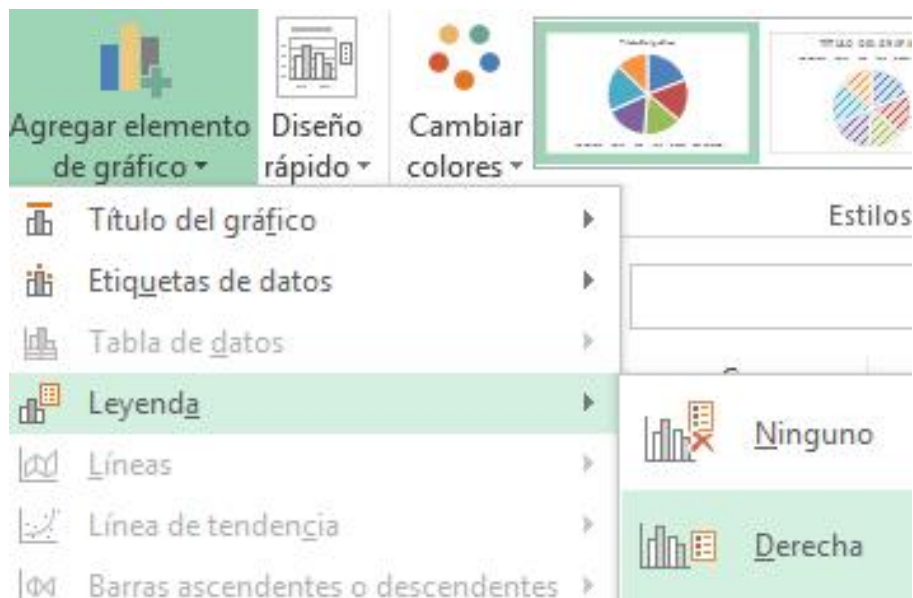 Agregar elemento
de gráfico
Diseño
rápido
Cambiar
colores
Título del gráfico
Etiquetas de datos
Tabla de datos
Leyenda
Líneas
Línea de tendencia
Barras ascendentes o descendentes
Estilos
Ninguno
Derecha